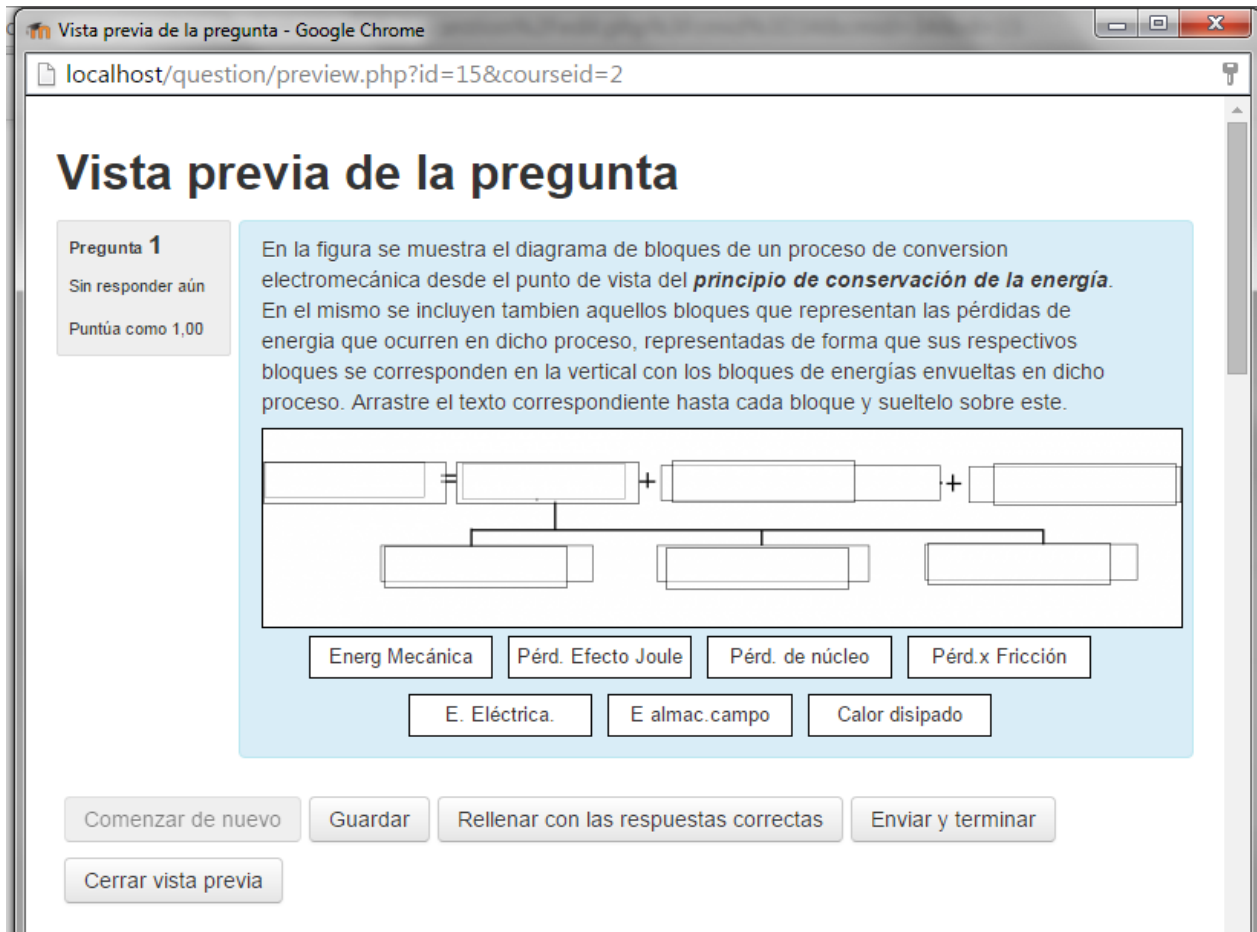 Vista previa de la pregunta - Google Chrome
localhost/question/preview.php?id=15&courseid=2
Vista previa de la pregunta
Pregunta 1
Sin responder aún
Puntúa como 1,00
En la figura se muestra el diagrama de bloques de un proceso de conversion
electromecánica desde el punto de vista del principio de conservación de la energía.
En el mismo se incluyen tambien aquellos bloques que representan las pérdidas de
energia que ocurren en dicho proceso, representadas de forma que sus respectivos
bloques se corresponden en la vertical con los bloques de energías envueltas en dicho
proceso. Arrastre el texto correspondiente hasta cada bloque y sueltelo sobre este.
= + +
Energ Mecánica Pérd. Efecto Joule Pérd. de núcleo Pérd.x Fricción
E. Eléctrica. E almac.campo Calor disipado
Comenzar de nuevo Guardar Rellenar con las respuestas correctas Enviar y terminar
Cerrar vista previa